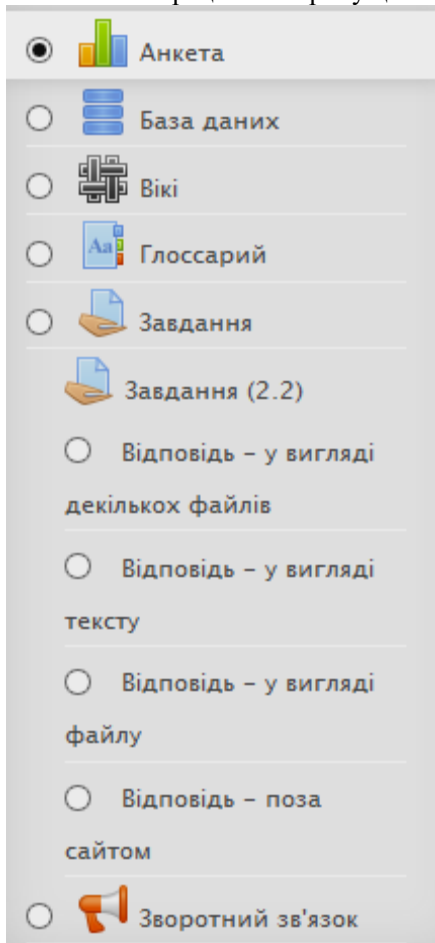 Анкета
База даних
Вікі
Aa
Глоссарий
Завдання
Завдання (2.2)
Відповідь – у вигляді
декількох файлів
Відповідь – у вигляді
тексту
Відповідь – у вигляді
файлу
Відповідь – поза
сайтом
Зворотний зв'язок